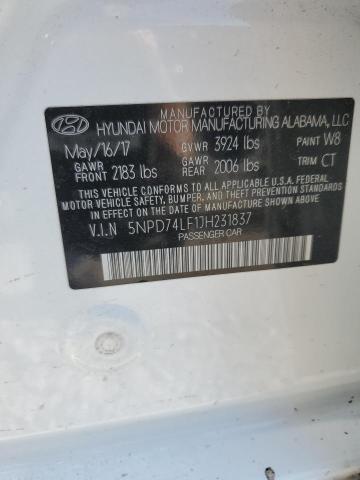 MANUFACTURED BY
HYUNDAI MOTOR MANUFACTURING ALABAMA, LLC
May/16/17 GVWR 3924 lbs PAINT W8
GAWR FRONT 2183 lbs GAWR REAR 2006 lbs TRIM CT
THIS VEHICLE CONFORMS TO ALL APPLICABLE U.S. FEDERAL
MOTOR VEHICLE SAFETY, BUMPER, AND THEFT PREVENTION
STANDARDS IN EFFECT ON THE DATE OF MANUFACTURE SHOWN ABOVE.
V.I.N 5NPD74LF1JH231837
PASSENGER CAR